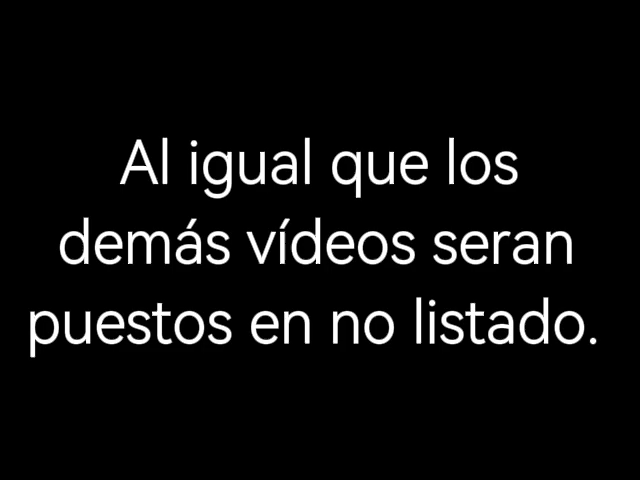 Al igual que los
demás vídeos seran
puestos en no listado.